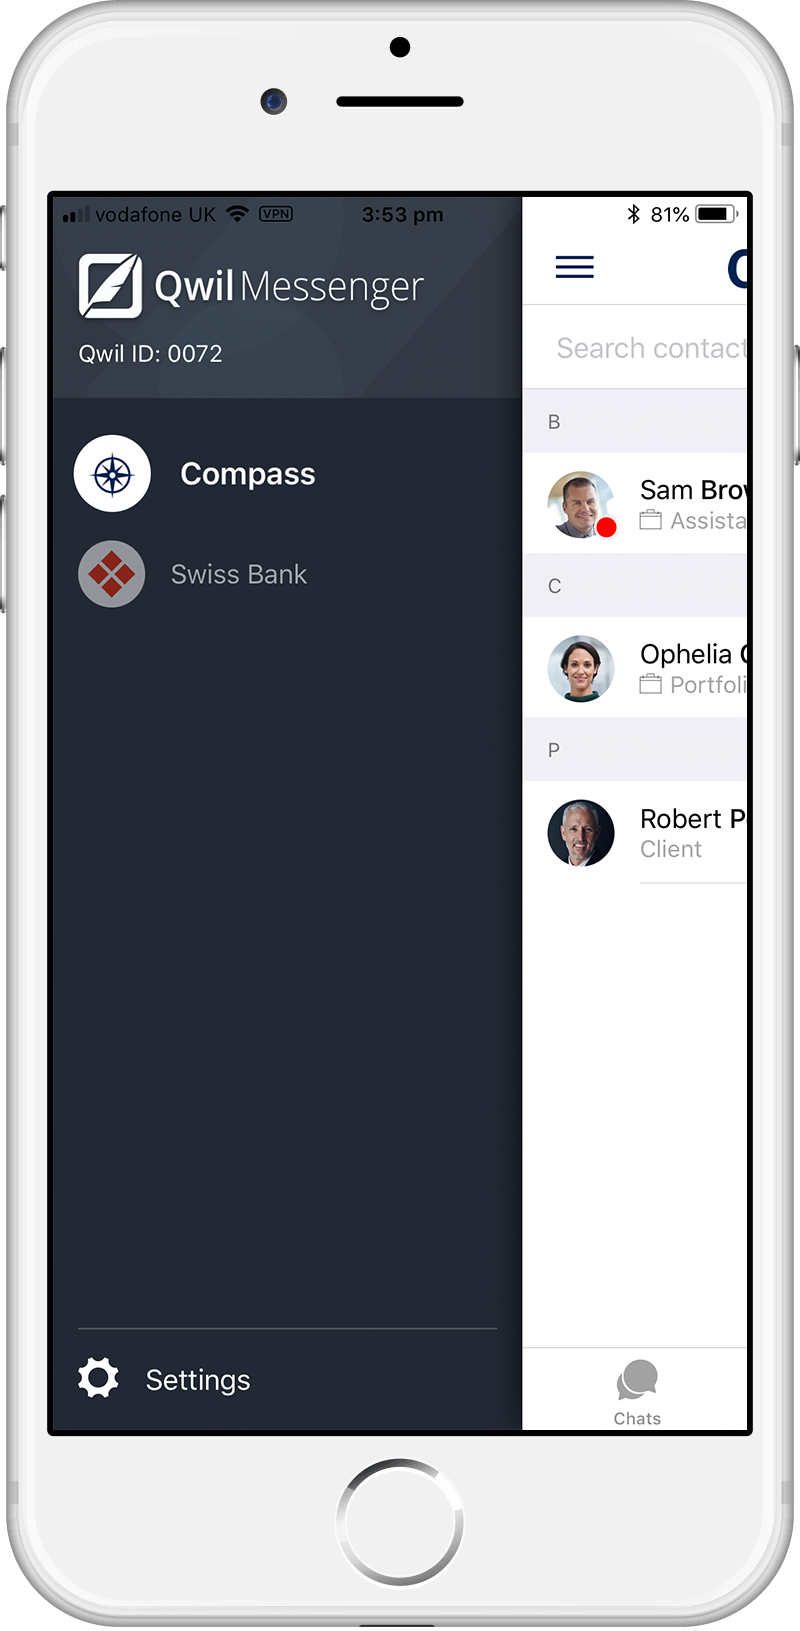 vodafone UK VPN 3:53 pm 81%
Qwil Messenger
Qwil ID: 0072
Compass
Swiss Bank
Settings
Search contact
B
Sam Brow
Assista
C
Ophelia
Portfoli
P
Robert P
Client
Chats